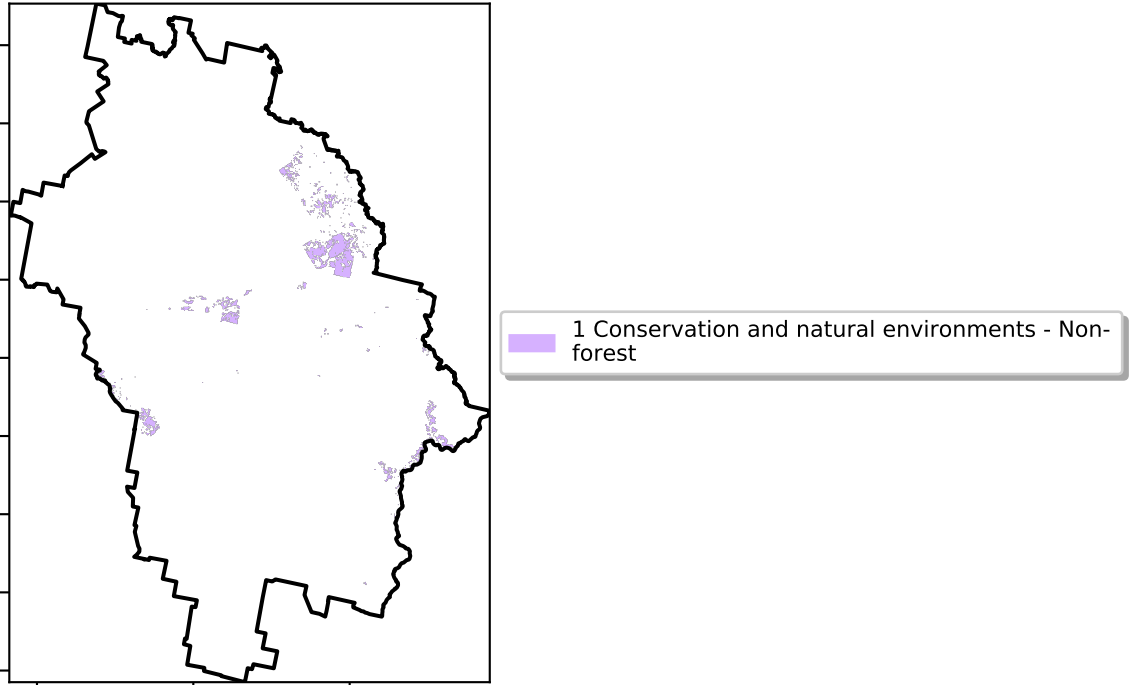 1 Conservation and natural environments - Non-
forest